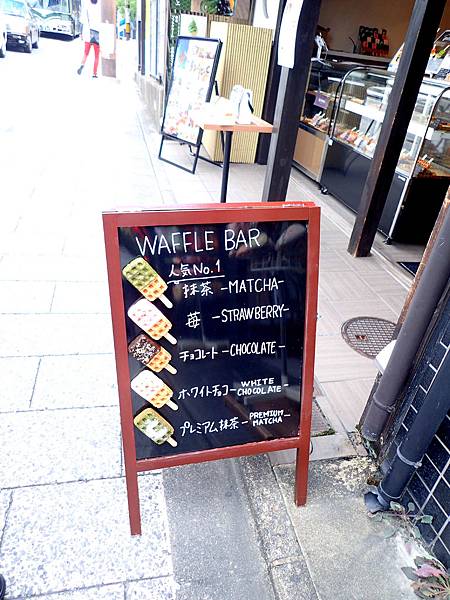 WAFFLE BAR
人気No.1
抹茶 -MATCHA-
苺 -STRAWBERRY-
チョコレート -CHOCOLATE-
ホワイトチョコ- WHITE CHOCOLATE -
プレミアム抹茶- PREMIUM MATCHA -